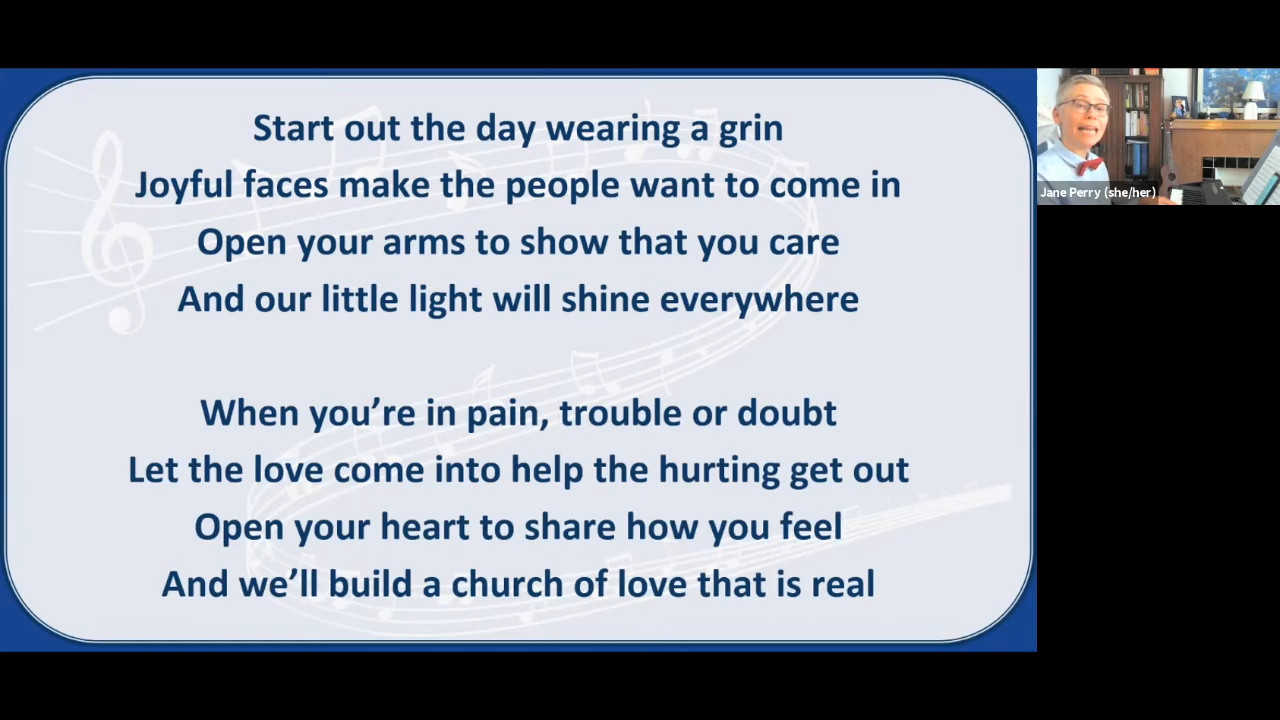 Start out the day wearing a grin
Joyful faces make the people want to come in
Open your arms to show that you care
And our little light will shine everywhere
When you’re in pain, trouble or doubt
Let the love come into help the hurting get out
Open your heart to share how you feel
And we’ll build a church of love that is real
Jane Perry (she/her)